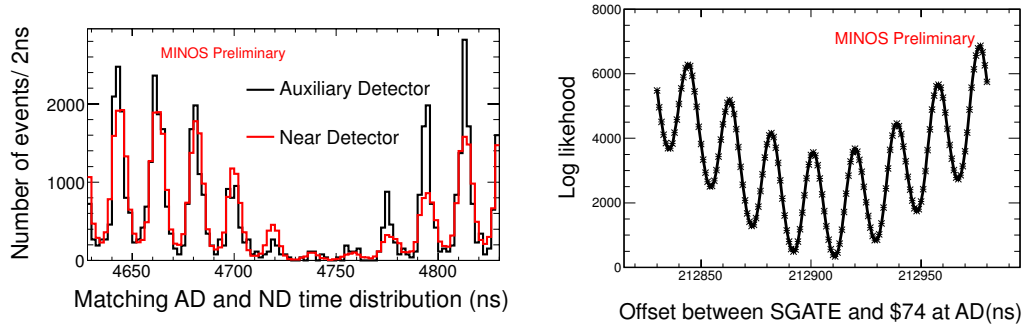 MINOS Preliminary
Auxiliary Detector
Near Detector
Number of events/ 2ns
2000
1000
0
4650
4700
4750
4800
Matching AD and ND time distribution (ns)
MINOS Preliminary
Log likehood
8000
6000
4000
2000
0
212850
212900
212950
Offset between SGATE and $74 at AD(ns)